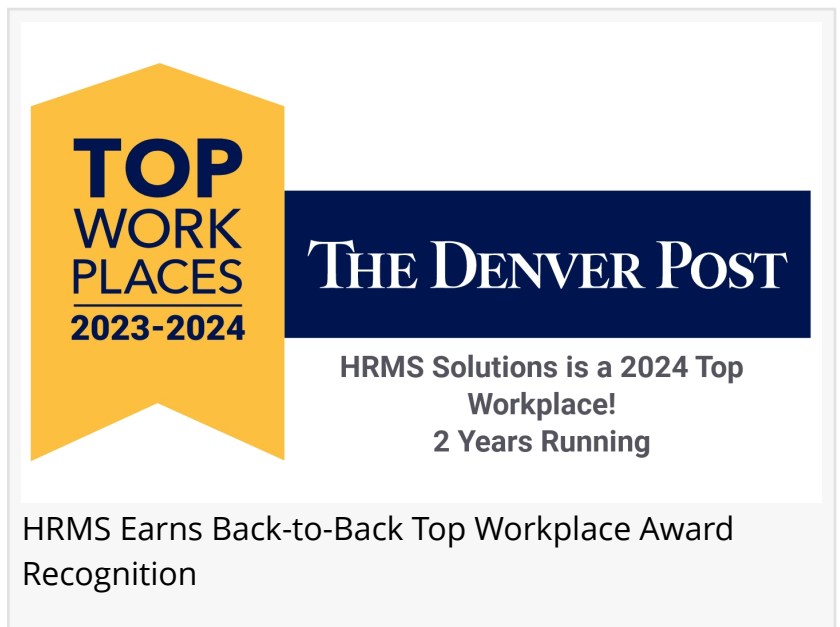 TOP
WORK
PLACES
2023-2024
THE DENVER POST
HRMS Solutions is a 2024 Top
Workplace!
2 Years Running
HRMS Earns Back-to-Back Top Workplace Award
Recognition